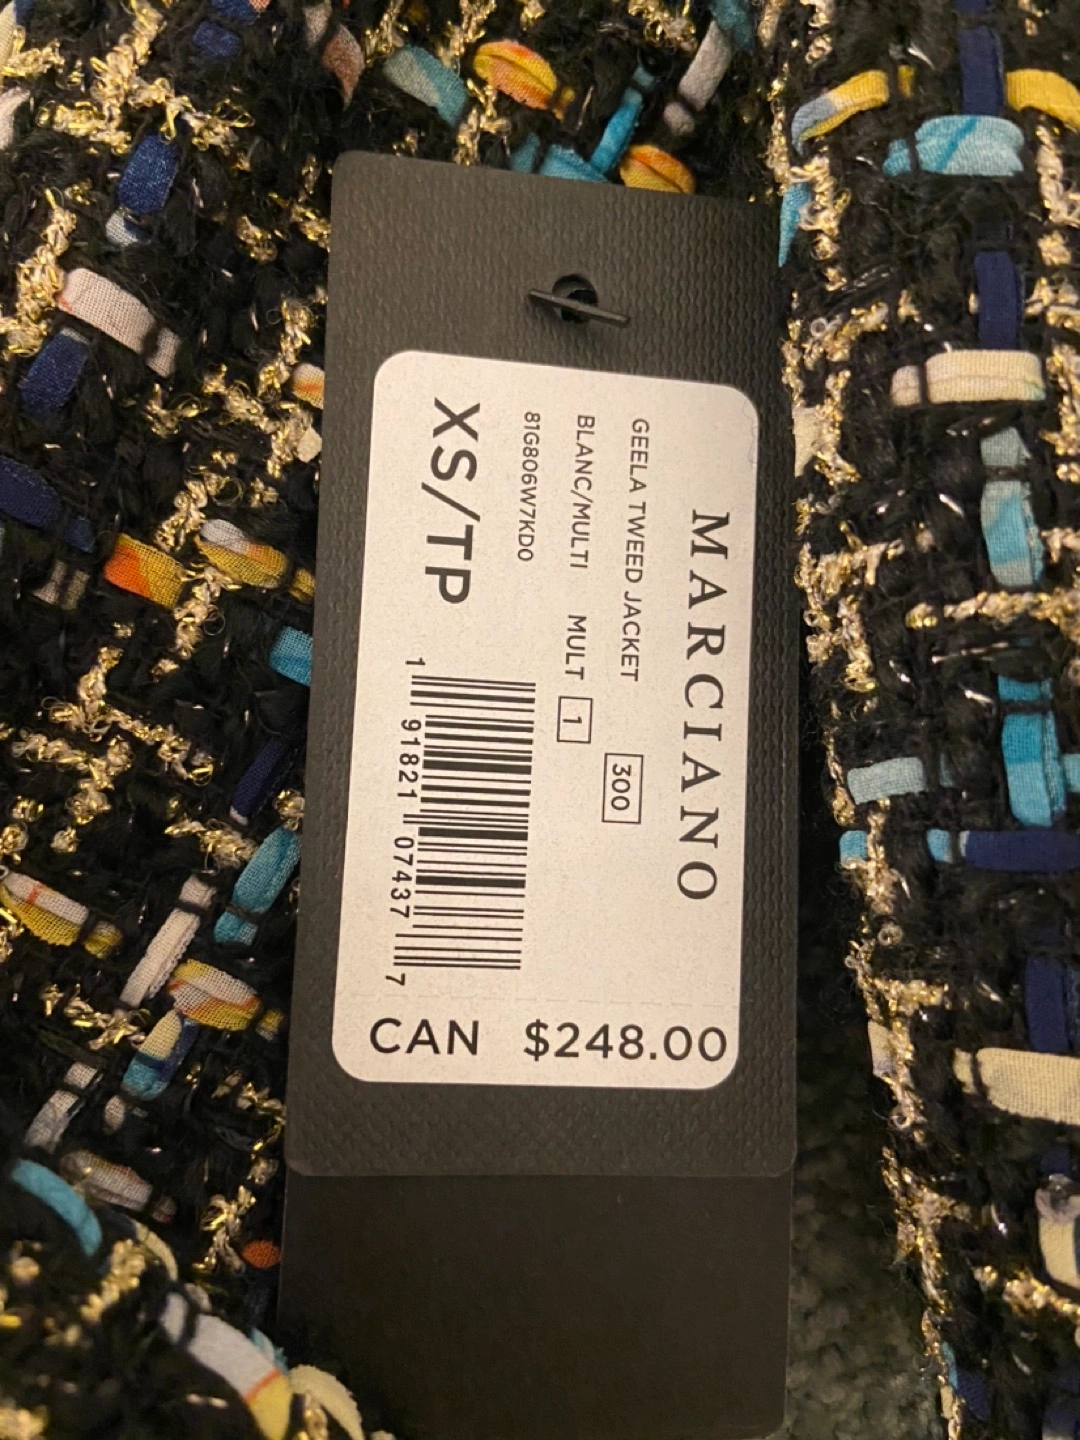 MARCIANO
GEELA TWEED JACKET 300
BLANC/MULTI MULT 1
81G806W7KD0
XS/TP
1 91821 07437 7
CAN $248.00